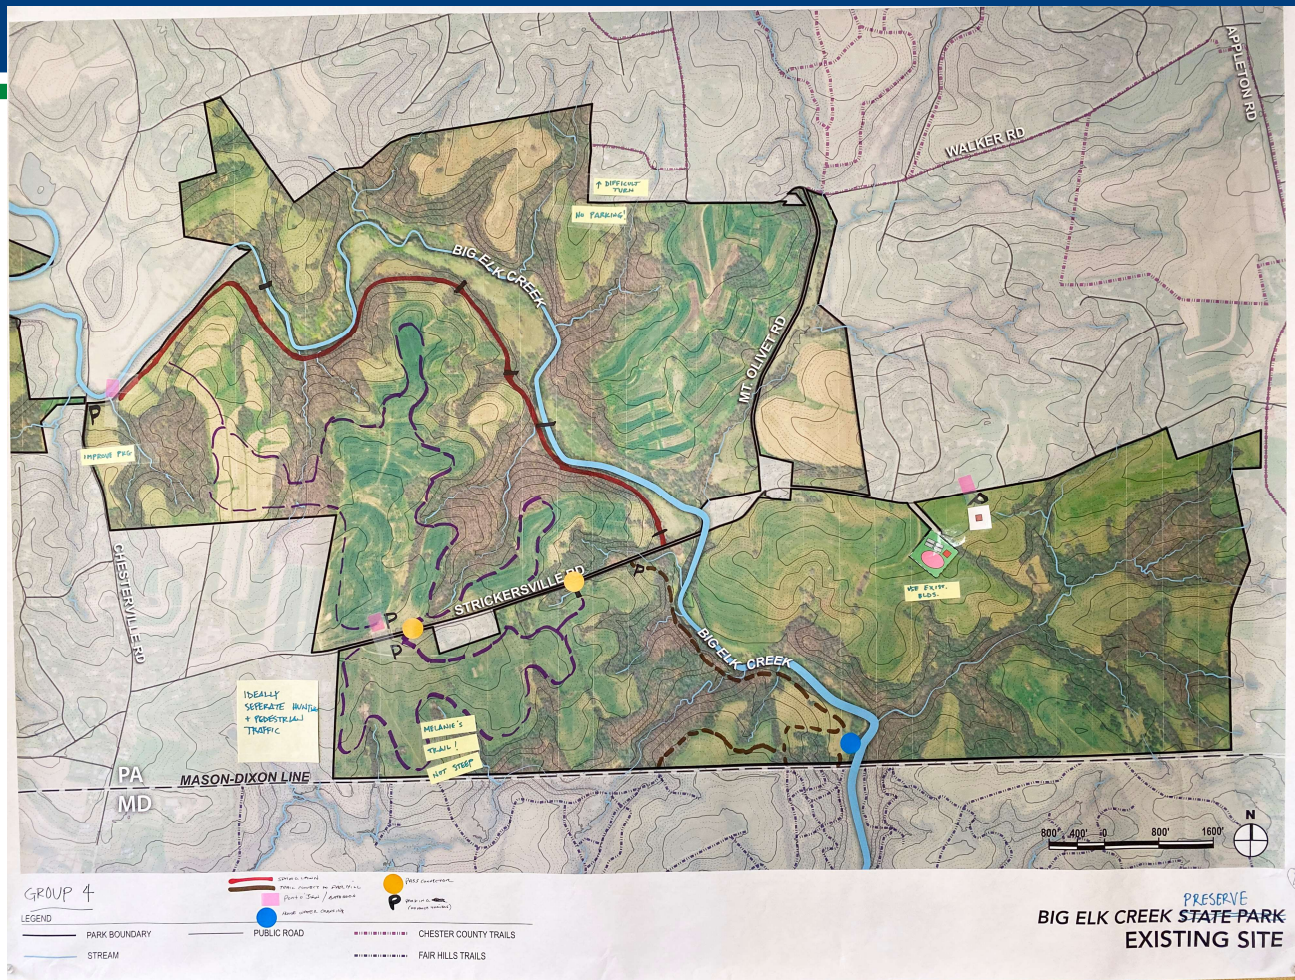 APPLETON RD
WALKER RD
↑ DIFFICULT
TURN
NO PARKING!
BIG ELK CREEK
MT. OLIVET RD
P
IMPROVE PKG
CHESTERVILLE RD
STRICKERSVILLE RD
P
P
P
P
USE EXIST.
BLDS.
BIG ELK CREEK
IDEALLY
SEPERATE HUNTER
+ PEDESTRIAN
TRAFFIC
MELANIE'S
TRAIL!
NOT STEEP
PA
MASON-DIXON LINE
MD
N
800' 400' 0 800' 1600'
GROUP 4
P
LEGEND
PARK BOUNDARY
PUBLIC ROAD
CHESTER COUNTY TRAILS
STREAM
FAIR HILLS TRAILS
PRESERVE
BIG ELK CREEK STATE PARK
EXISTING SITE